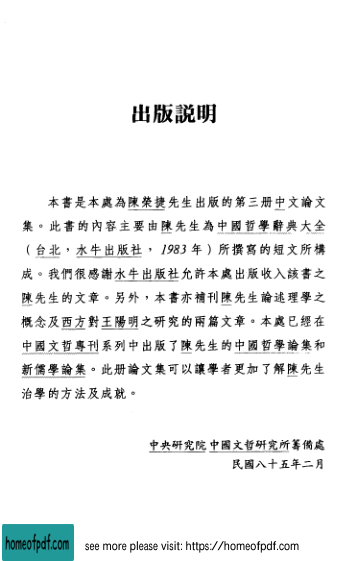 出版說明
本書是本處為陳榮捷先生出版的第三册中文論文
集。此書的內容主要由陳先生為中國哲學辭典大全
（台北，水牛出版社，1983年）所撰寫的短文所構
成。我們很感謝水牛出版社允許本處出版收入該書之
陳先生的文章。另外，本書亦補刊陳先生論述理學之
概念及西方對王陽明之研究的兩篇文章。本處已經在
中國文哲專刊系列中出版了陳先生的中國哲學論集和
新儒學論集。此册論文集可以讓學者更加了解陳先生
治學的方法及成就。
中央研究院 中國文哲研究所籌備處
民國八十五年二月
homeofpdf.com see more please visit: https://homeofpdf.com